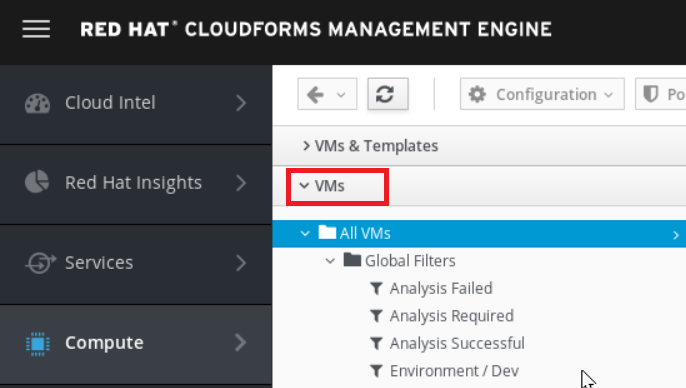 RED HAT® CLOUDFORMS MANAGEMENT ENGINE
Cloud Intel
Red Hat Insights
Services
Compute
Configuration
Po
VMs & Templates
VMs
All VMs
Global Filters
Analysis Failed
Analysis Required
Analysis Successful
Environment / Dev